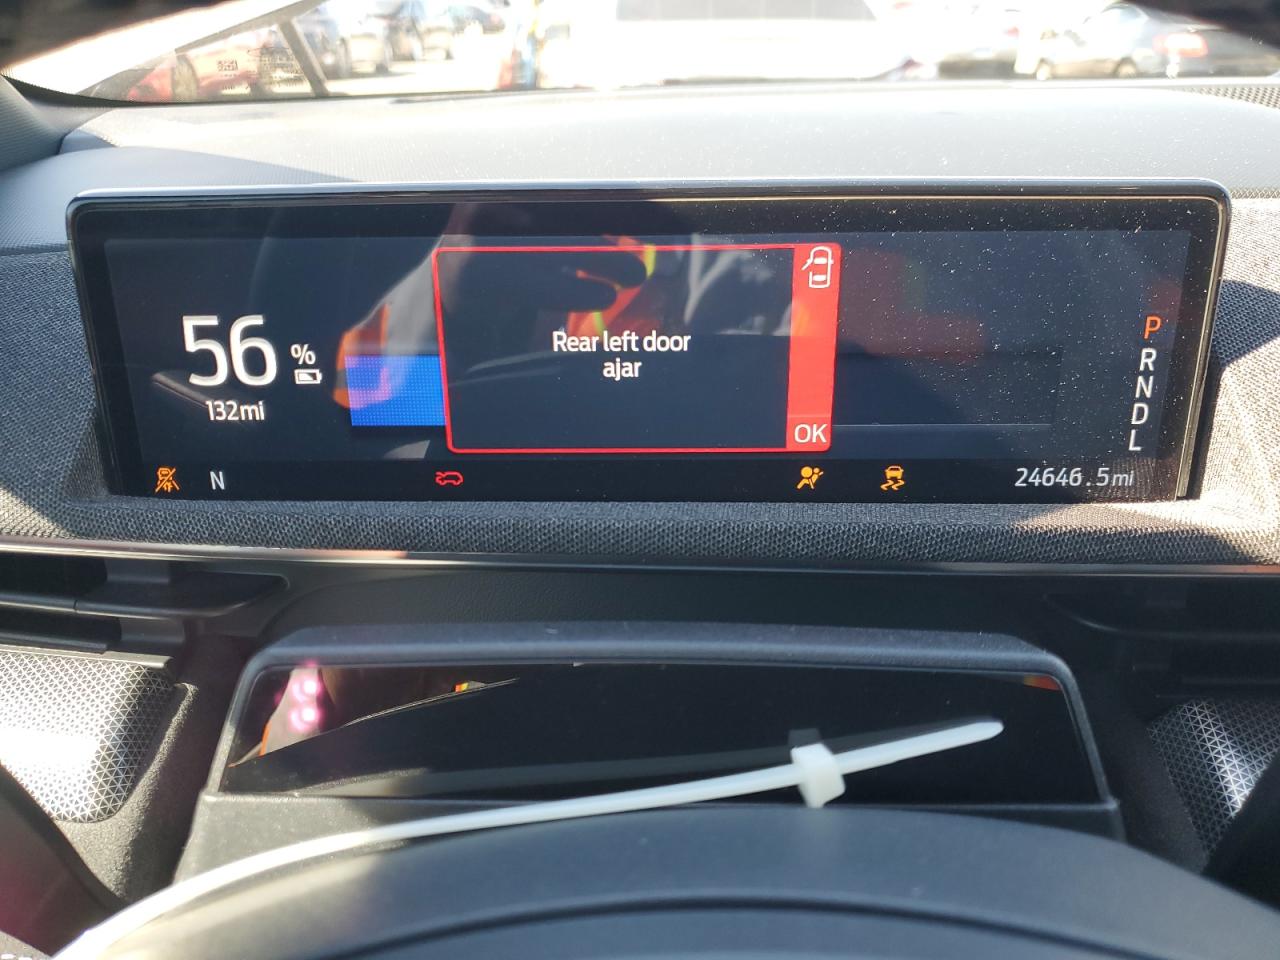 56 %
132mi
Rear left door
ajar
OK
P
R
N
D
L
N
24646.5mi